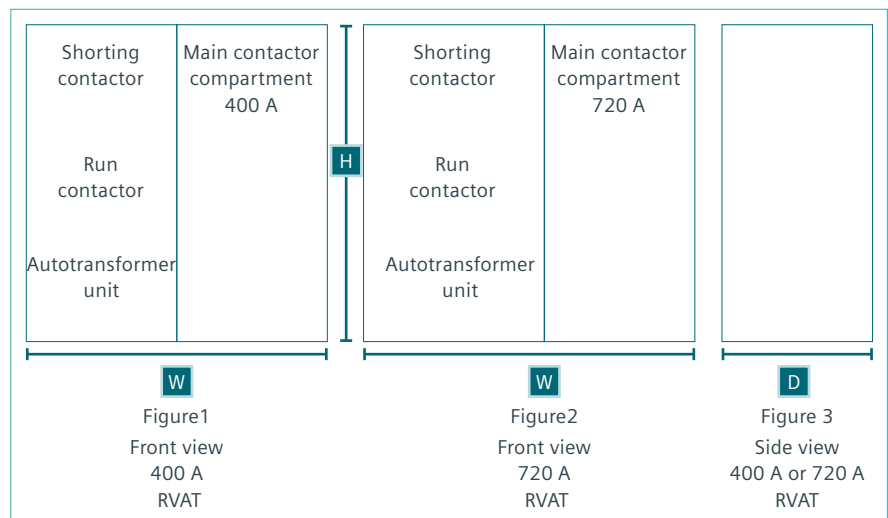 Shorting
contactor
Main contactor
compartment
400 A
Run
contactor
Autotransformer
unit
H
Shorting
contactor
Main contactor
compartment
720 A
Run
contactor
Autotransformer
unit
W
W
D
Figure1
Front view
400 A
RVAT
Figure2
Front view
720 A
RVAT
Figure 3
Side view
400 A or 720 A
RVAT